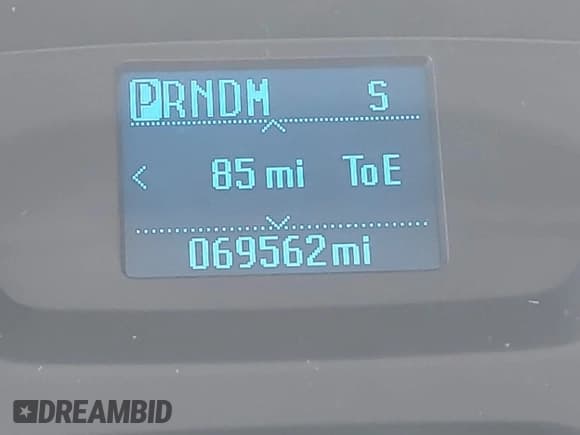 PRNDM S
85 mi ToE
069562mi
DREAMBID